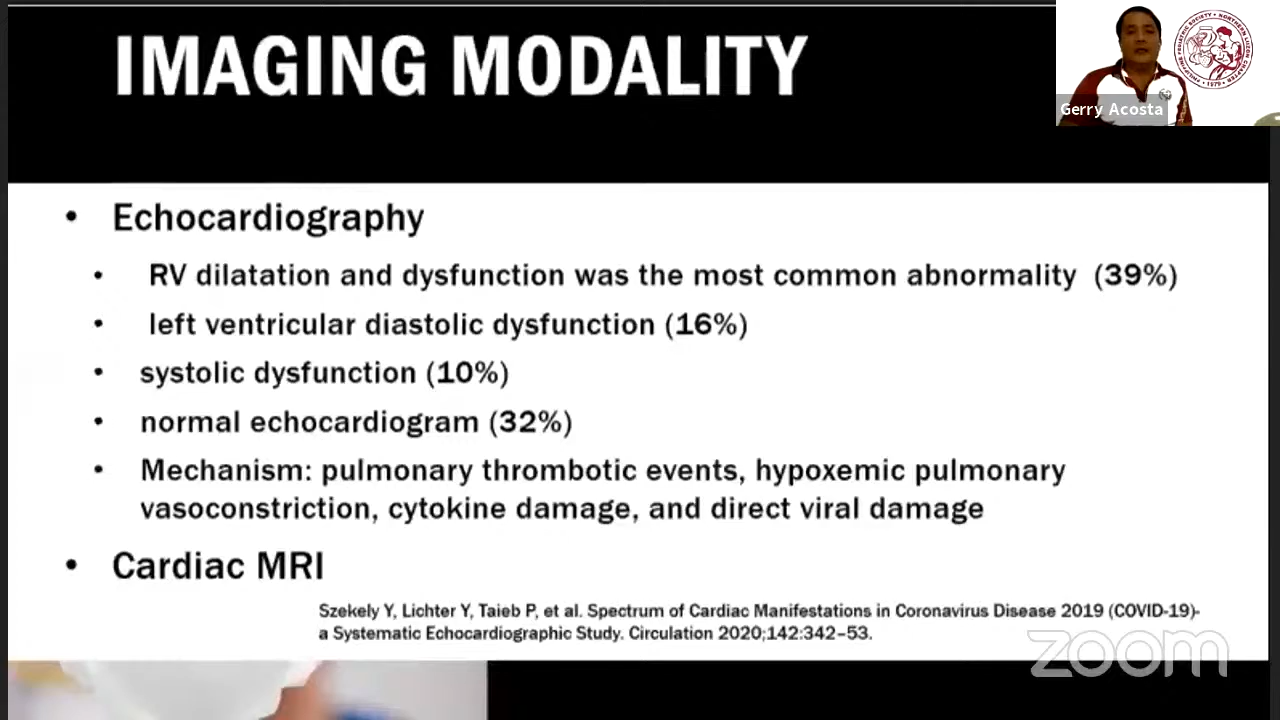 IMAGING MODALITY
Gerry Acosta
• Echocardiography
• RV dilatation and dysfunction was the most common abnormality (39%)
• left ventricular diastolic dysfunction (16%)
• systolic dysfunction (10%)
• normal echocardiogram (32%)
• Mechanism: pulmonary thrombotic events, hypoxemic pulmonary
vasoconstriction, cytokine damage, and direct viral damage
• Cardiac MRI
Szekely Y, Lichter Y, Taieb P, et al. Spectrum of Cardiac Manifestations in Coronavirus Disease 2019 (COVID-19)-
a Systematic Echocardiographic Study. Circulation 2020;142:342–53.
zoom